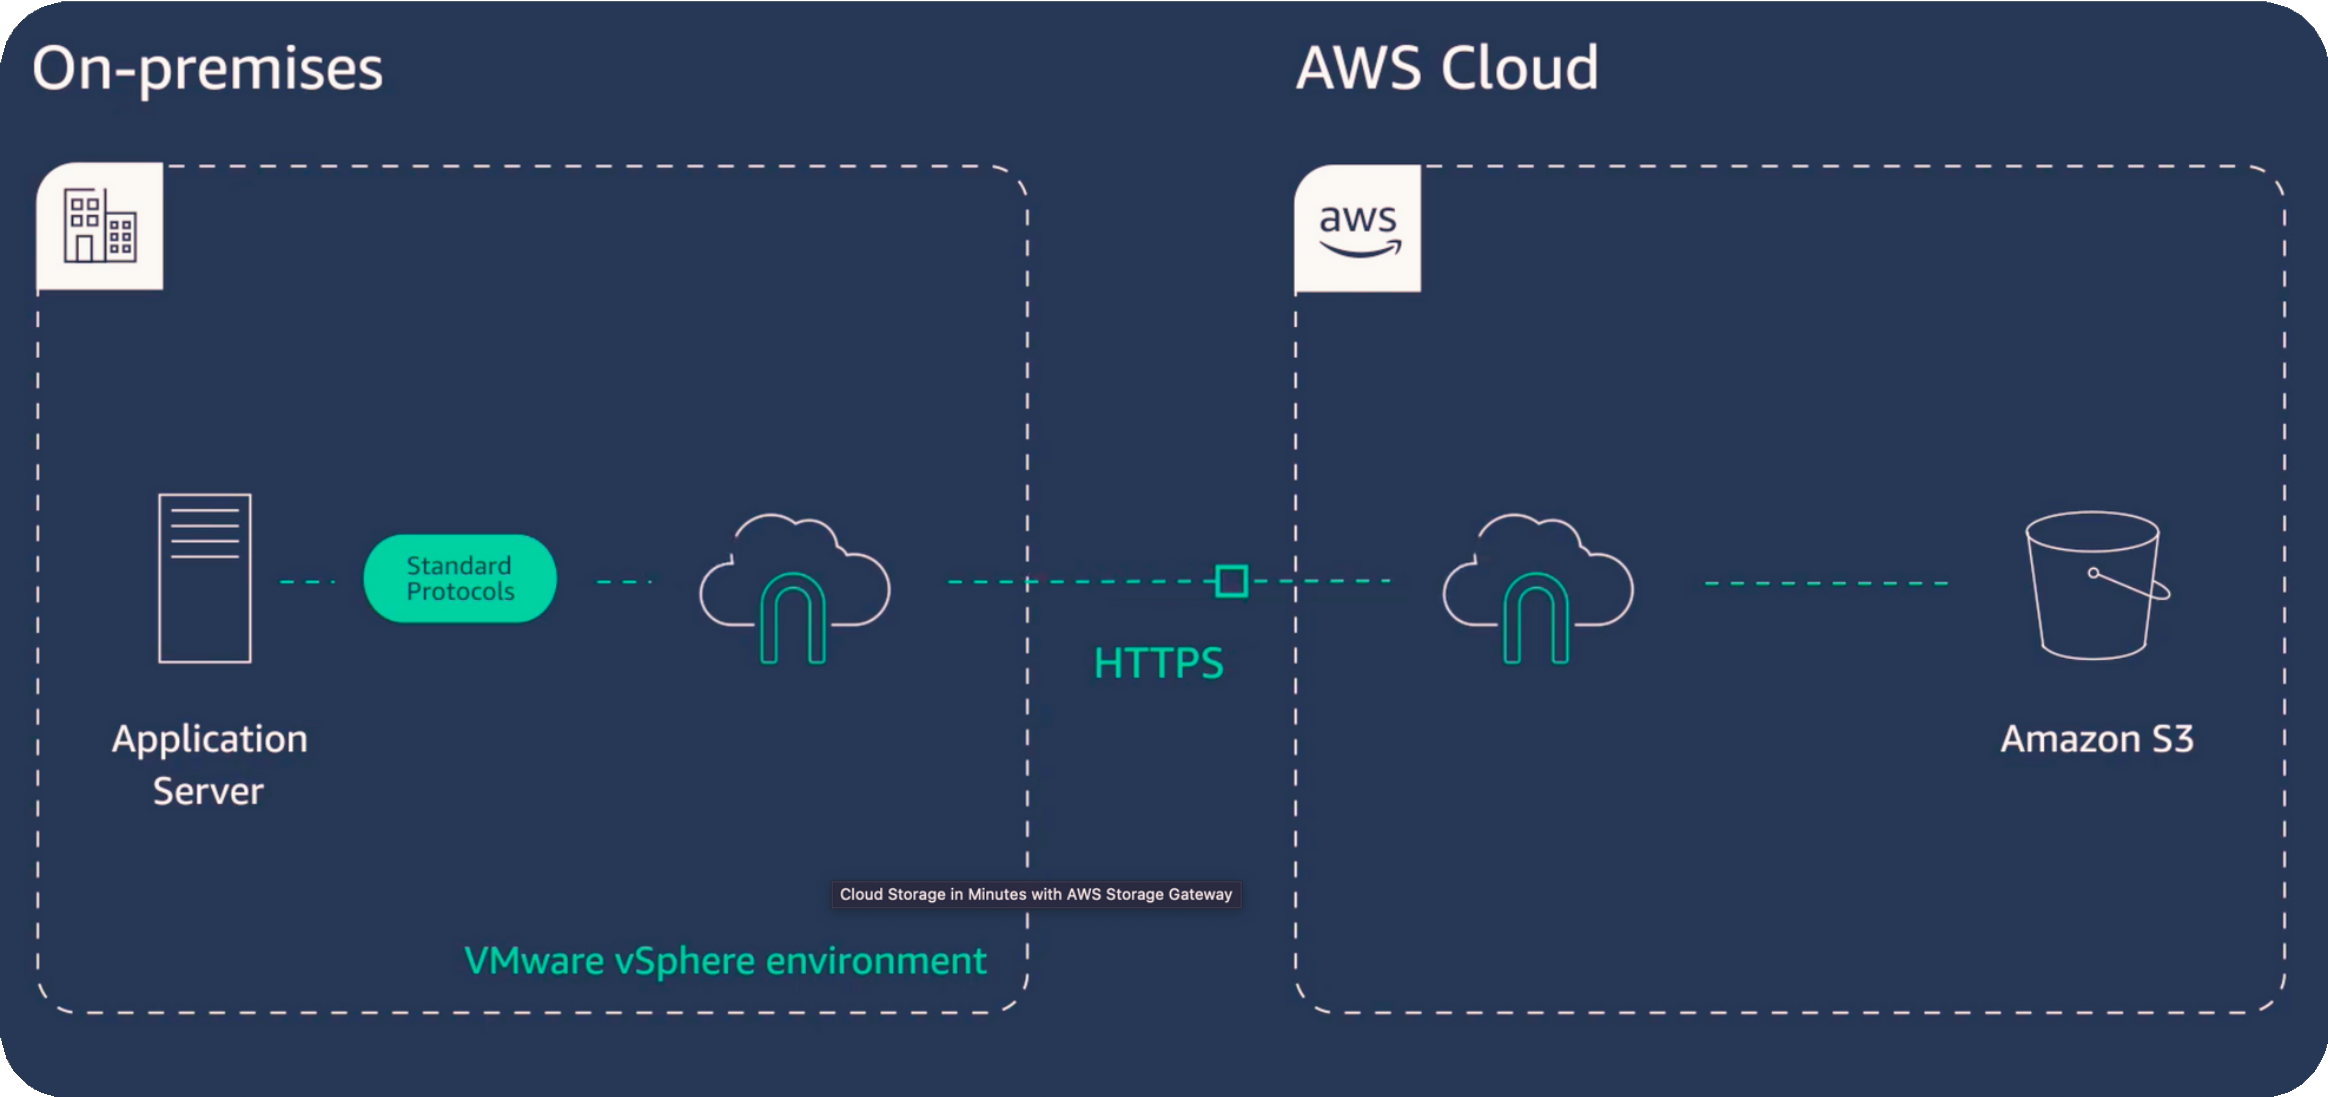 On-premises
AWS Cloud
aws
Standard
Protocols
HTTPS
Application
Server
Amazon S3
Cloud Storage in Minutes with AWS Storage Gateway
VMware vSphere environment